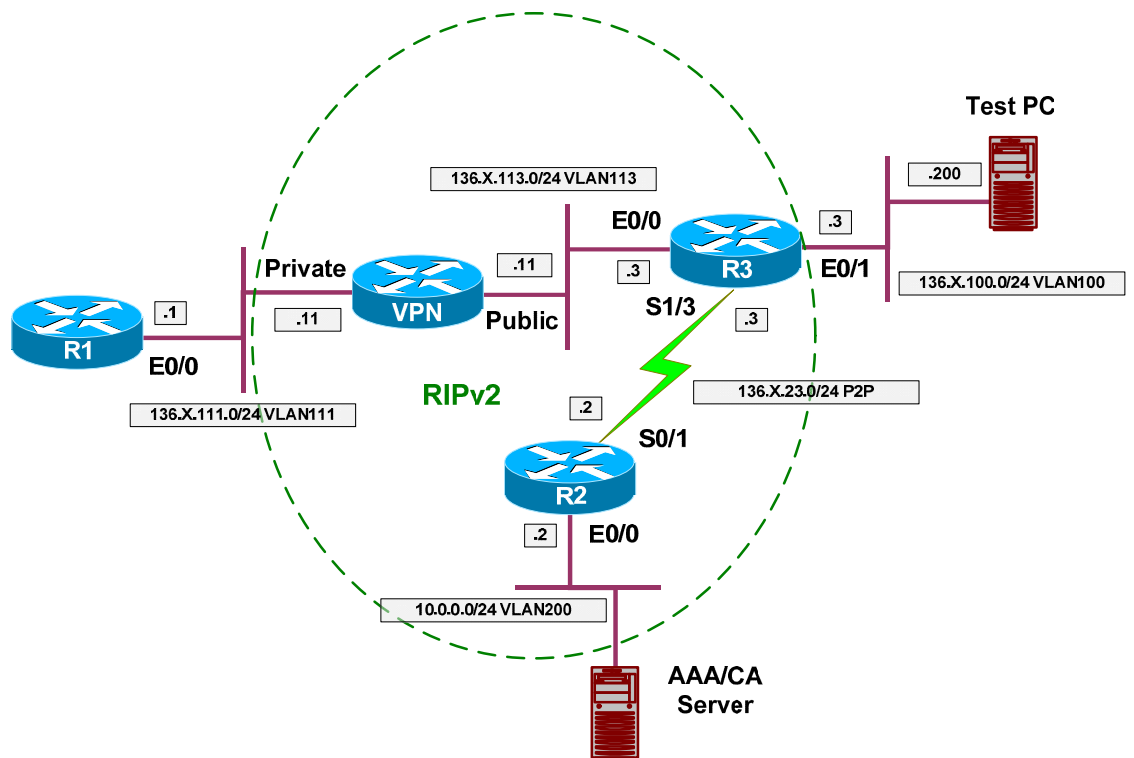 Test PC
.200
136.X.113.0/24 VLAN113
E0/0
.3
R3
.3
E0/1
136.X.100.0/24 VLAN100
Private
.11
VPN
.11
Public
.3
S1/3
.1
R1
E0/0
136.X.111.0/24 VLAN111
RIPv2
136.X.23.0/24 P2P
.2
S0/1
R2
.2
E0/0
10.0.0.0/24 VLAN200
AAA/CA
Server